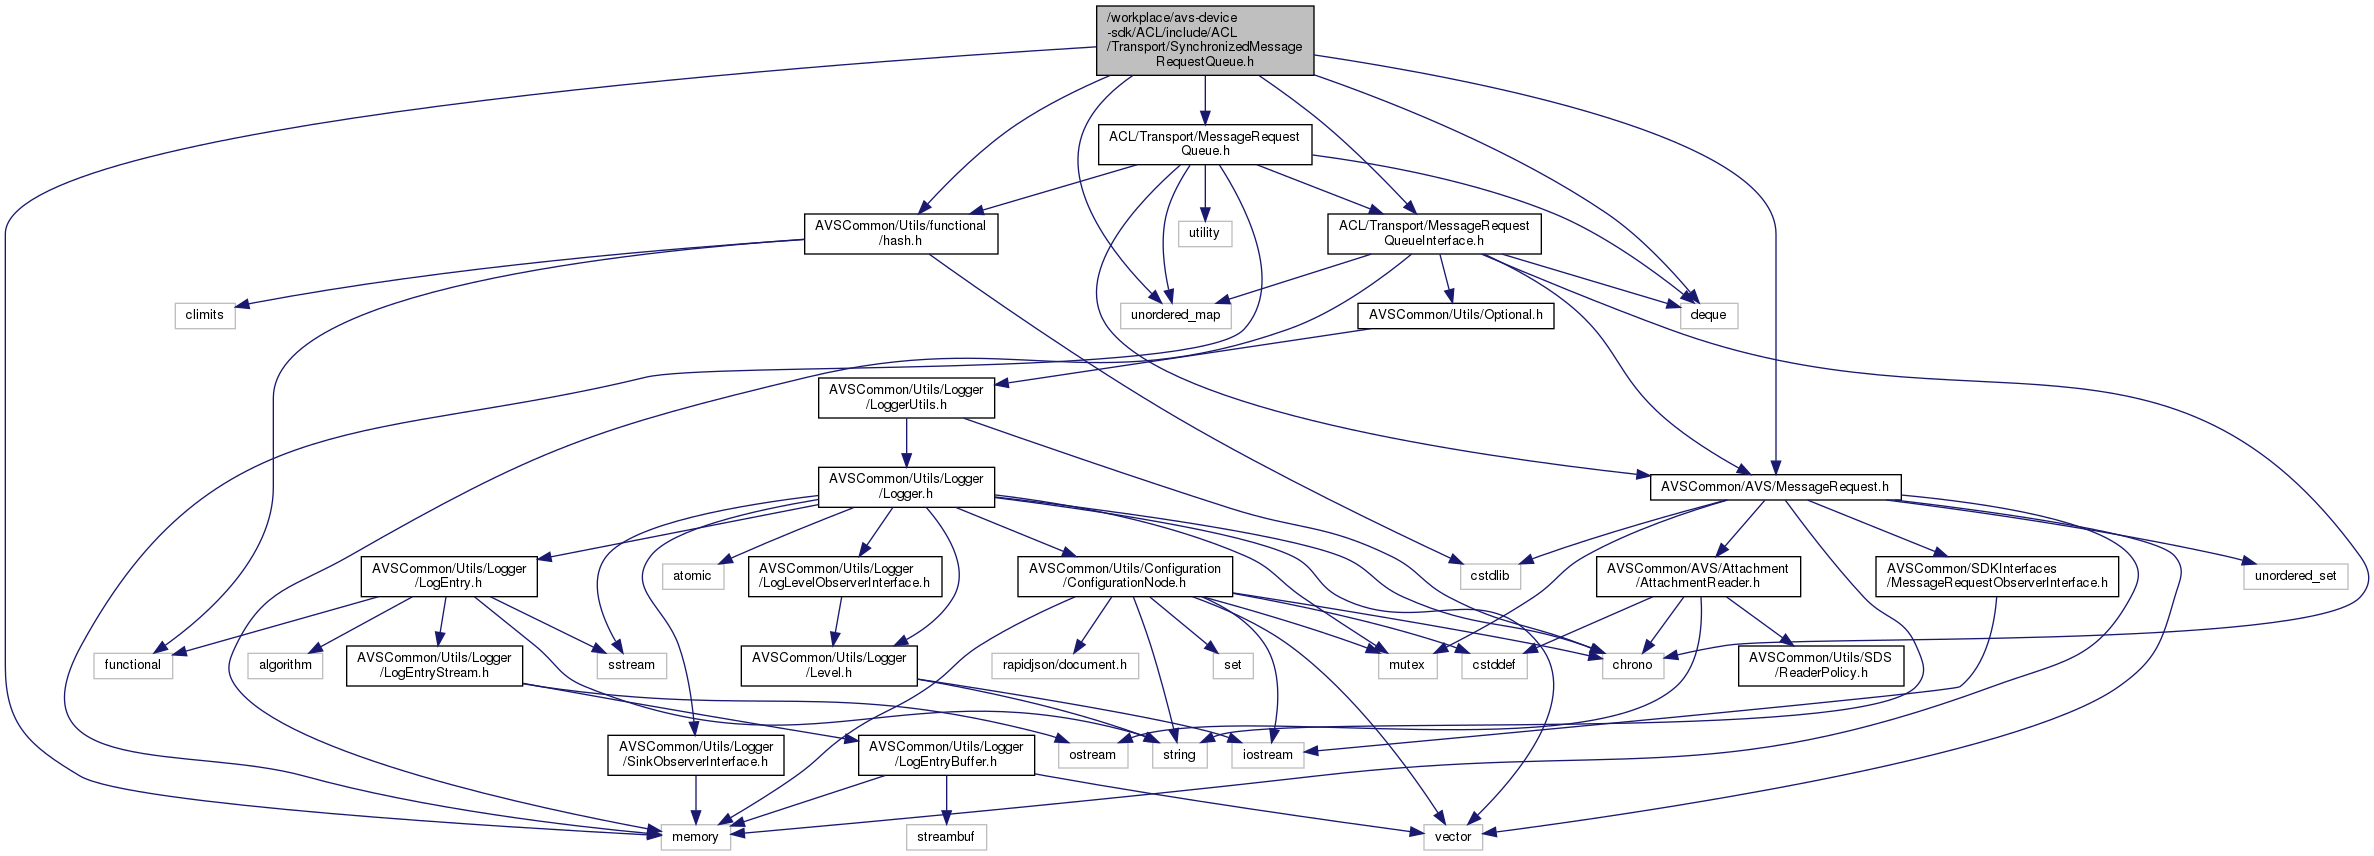 /workplace/avs-device
-sdk/ACL/include/ACL
/Transport/SynchronizedMessage
RequestQueue.h
ACL/Transport/MessageRequest
Queue.h
AVSCommon/Utils/functional
/hash.h
utility
ACL/Transport/MessageRequest
QueueInterface.h
climits
unordered_map
AVSCommon/Utils/Optional.h
deque
AVSCommon/Utils/Logger
/LoggerUtils.h
AVSCommon/Utils/Logger
/Logger.h
AVSCommon/AVS/MessageRequest.h
AVSCommon/Utils/Logger
/LogEntry.h
atomic
AVSCommon/Utils/Logger
/LogLevelObserverInterface.h
AVSCommon/Utils/Configuration
/ConfigurationNode.h
cstdlib
AVSCommon/AVS/Attachment
/AttachmentReader.h
AVSCommon/SDKInterfaces
/MessageRequestObserverInterface.h
unordered_set
functional
algorithm
AVSCommon/Utils/Logger
/LogEntryStream.h
sstream
AVSCommon/Utils/Logger
/Level.h
rapidjson/document.h
set
mutex
cstddef
chrono
AVSCommon/Utils/SDS
/ReaderPolicy.h
AVSCommon/Utils/Logger
/SinkObserverInterface.h
AVSCommon/Utils/Logger
/LogEntryBuffer.h
ostream
string
iostream
memory
streambuf
vector